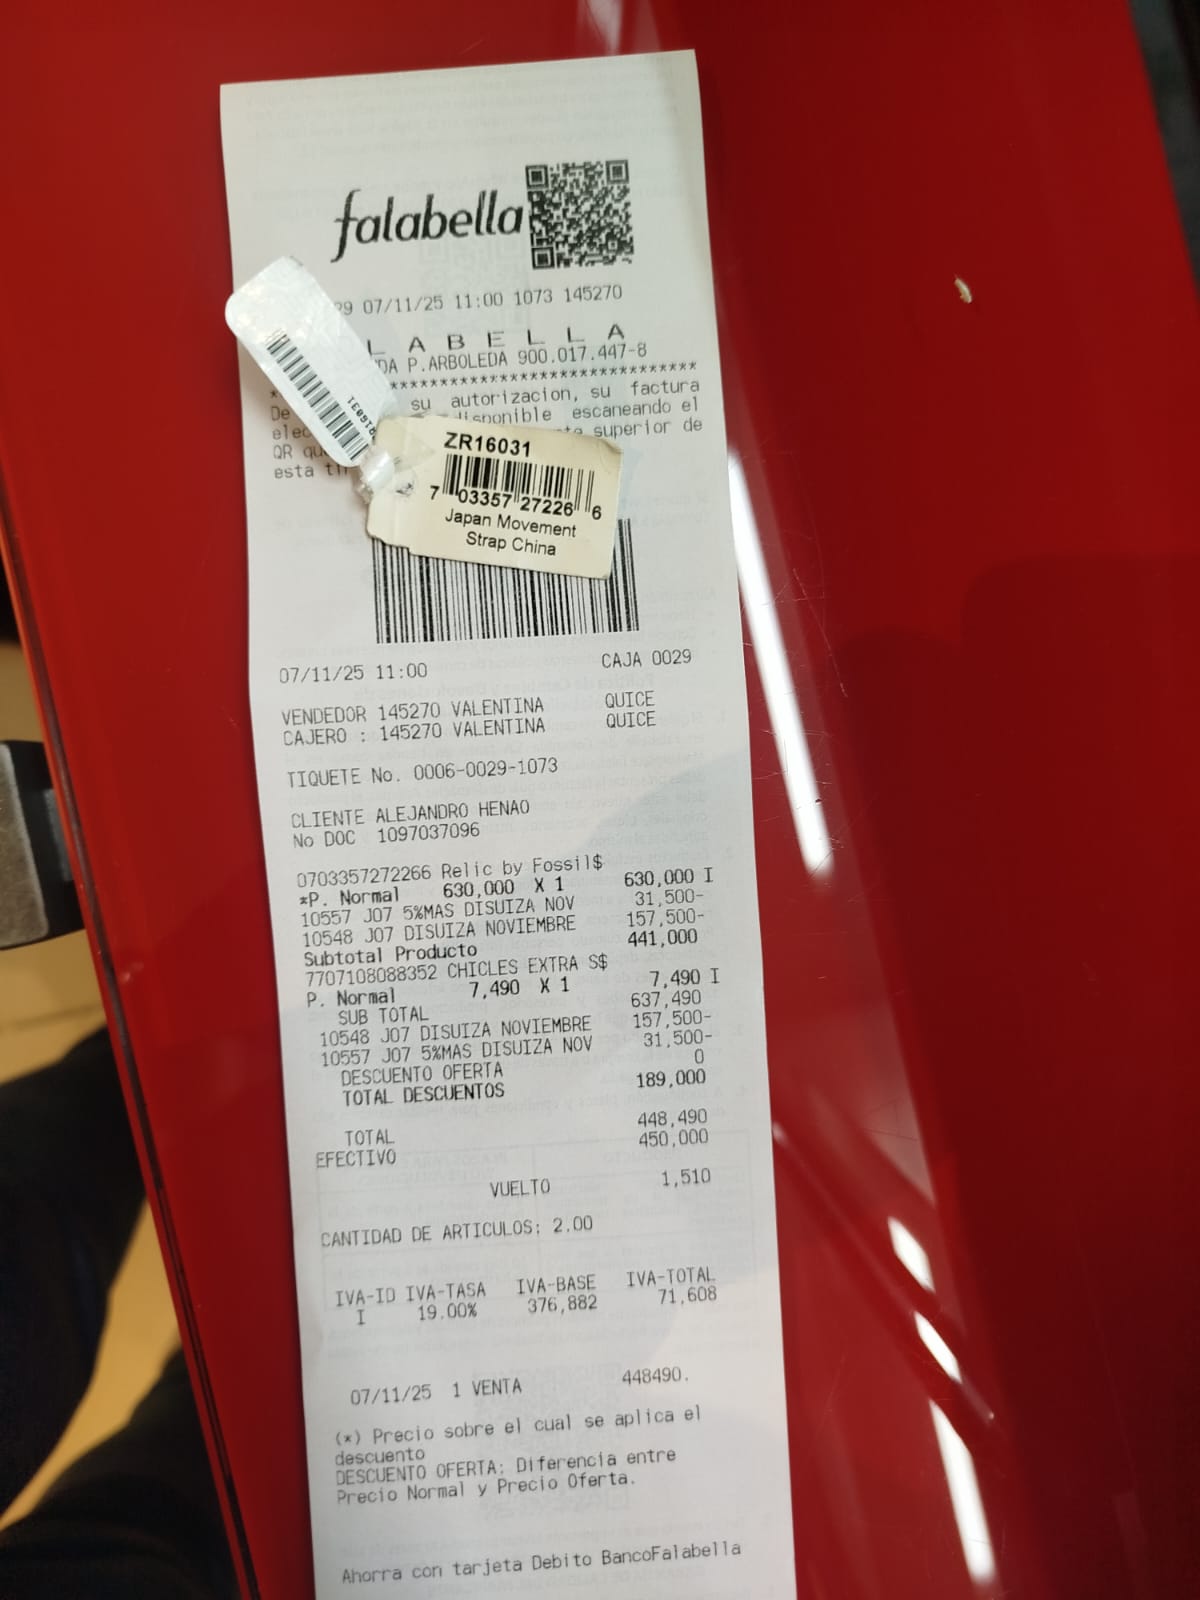 falabella
29 07/11/25 11:00 1073 145270
LABELLA
DA P.ARBOLEDA 900.017.447-8
*******************************
De su autorizacion, su factura
disponible escaneando el
QR superior de
esta
916031
ZR16031
7 03357 27226 6
Japan Movement
Strap China
07/11/25 11:00 CAJA 0029
VENDEDOR 145270 VALENTINA QUICE
CAJERO : 145270 VALENTINA QUICE
TIQUETE No. 0006-0029-1073
CLIENTE ALEJANDRO HENAO
No DOC 1097037096
0703357272266 Relic by Fossil$
*P. Normal 630,000 X 1 630,000 I
10557 J07 5%MAS DISUIZA NOV 31,500-
10548 J07 DISUIZA NOVIEMBRE 157,500-
Subtotal Producto 441,000
7707108088352 CHICLES EXTRA S$
P. Normal 7,490 X 1 7,490 I
SUB TOTAL 637,490
10548 J07 DISUIZA NOVIEMBRE 157,500-
10557 J07 5%MAS DISUIZA NOV 31,500-
DESCUENTO OFERTA 0
TOTAL DESCUENTOS 189,000
TOTAL 448,490
EFECTIVO 450,000
VUELTO 1,510
CANTIDAD DE ARTICULOS: 2.00
IVA-ID IVA-TASA IVA-BASE IVA-TOTAL
I 19.00% 376,882 71,608
07/11/25 1 VENTA 448490.
(*) Precio sobre el cual se aplica el
descuento
DESCUENTO OFERTA: Diferencia entre
Precio Normal y Precio Oferta.
Ahorra con tarjeta Debito BancoFalabella